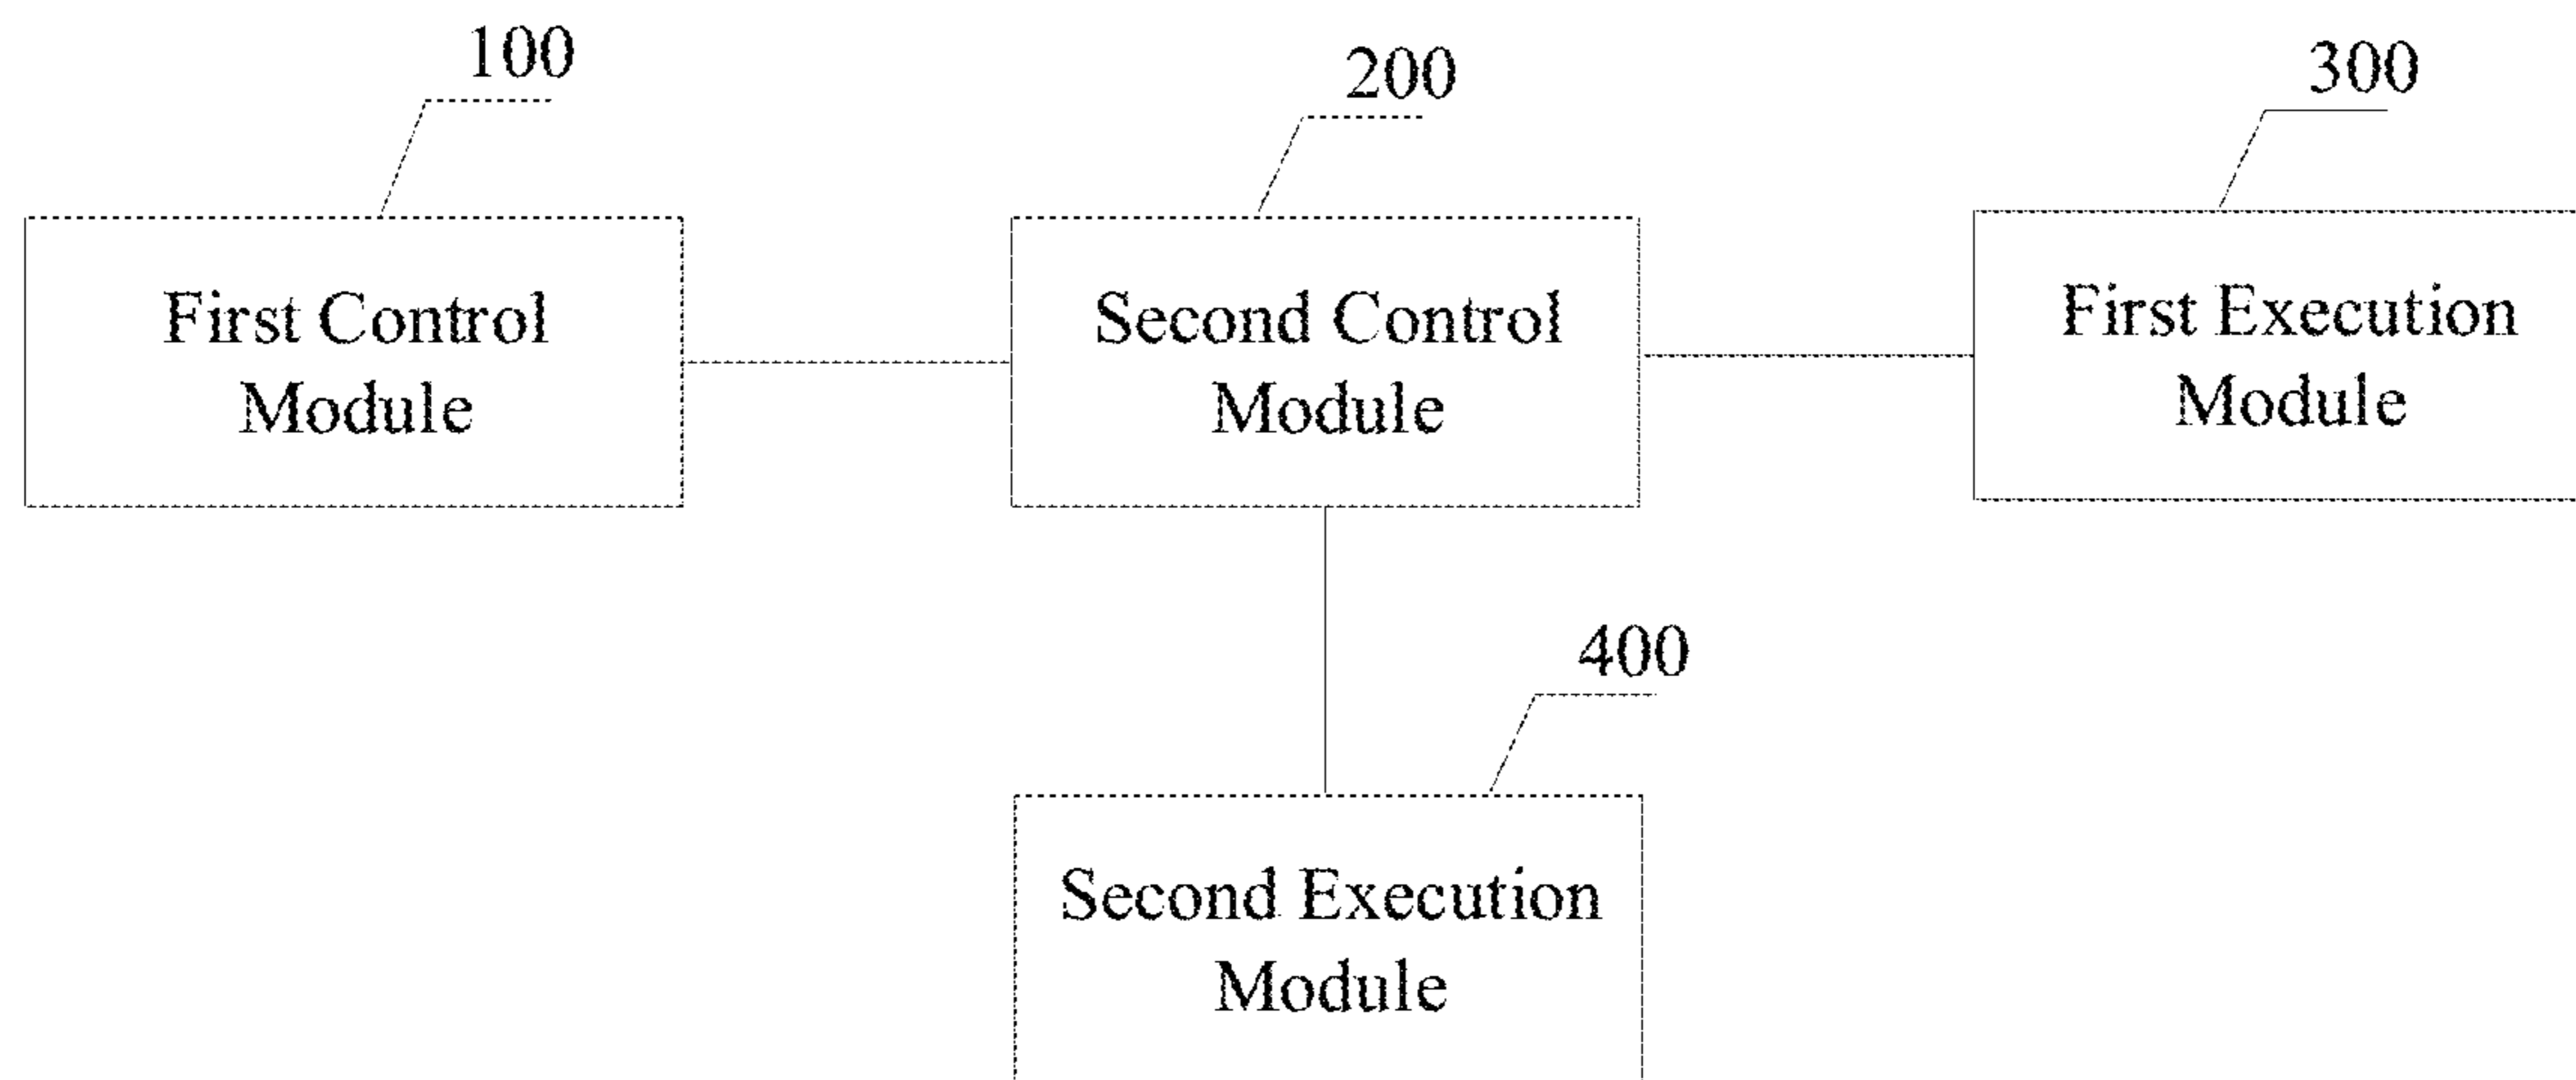 100
200
300
First Control
Module
Second Control
Module
First Execution
Module
400
Second Execution
Module